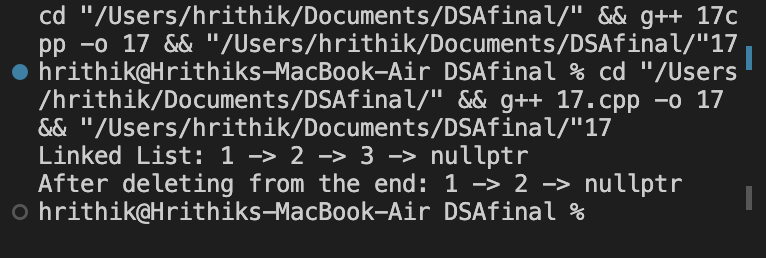 cd "/Users/hrithik/Documents/DSAfinal/" && g++ 17c
pp -o 17 && "/Users/hrithik/Documents/DSAfinal/"17
hrithik@Hrithiks-MacBook-Air DSAfinal % cd "/Users
/hrithik/Documents/DSAfinal/" && g++ 17.cpp -o 17
&& "/Users/hrithik/Documents/DSAfinal/"17
Linked List: 1 -> 2 -> 3 -> nullptr
After deleting from the end: 1 -> 2 -> nullptr
hrithik@Hrithiks-MacBook-Air DSAfinal %